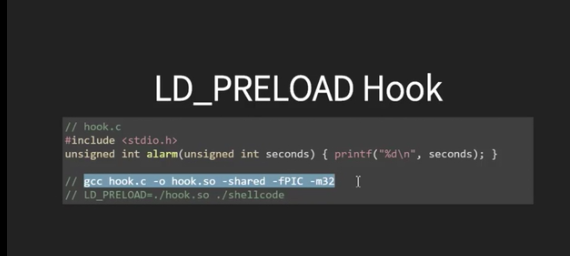 LD_PRELOAD Hook
// hook.c
#include <stdio.h>
unsigned int alarm(unsigned int seconds) { printf("%d\n", seconds); }
// gcc hook.c -o hook.so -shared -fPIC -m32
// LD_PRELOAD=./hook.so ./shellcode